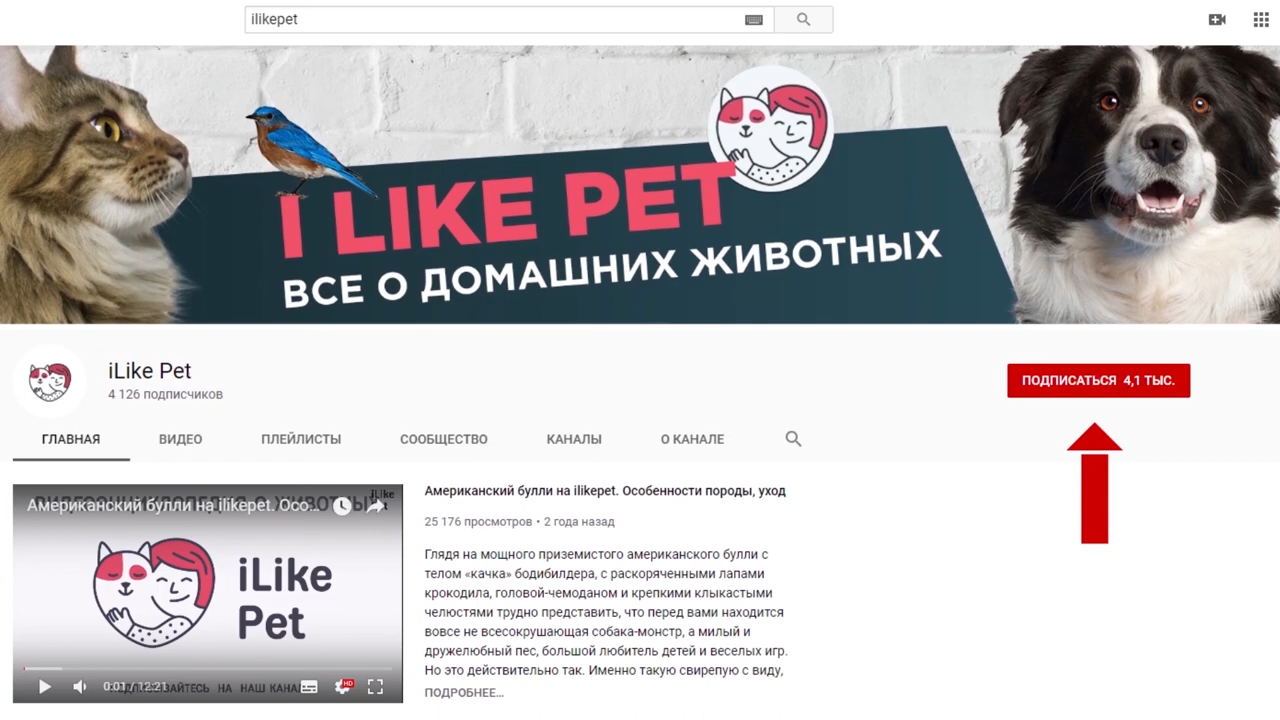 ilikepet
I LIKE PET
ВСЕ О ДОМАШНИХ ЖИВОТНЫХ
iLike Pet
4 126 подписчиков
ПОДПИСАТЬСЯ 4,1 ТЫС.
ГЛАВНАЯ
ВИДЕО
ПЛЕЙЛИСТЫ
СООБЩЕСТВО
КАНАЛЫ
О КАНАЛЕ
Американский булли на ilikepet. Осо...
iLike
Pet
0:01 / 12:21
HD
Американский булли на ilikepet. Особенности породы, уход
25 176 просмотров • 2 года назад
Глядя на мощного приземистого американского булли с
телом «качка» бодибилдера, с раскоряченными лапами
крокодила, головой-чемоданом и крепкими клыкастыми
челюстями трудно представить, что перед вами находится
вовсе не всесокрушающая собака-монстр, а милый и
дружелюбный пес, большой любитель детей и веселых игр.
Но это действительно так. Именно такую свирепую с виду,
ПОДРОБНЕЕ...